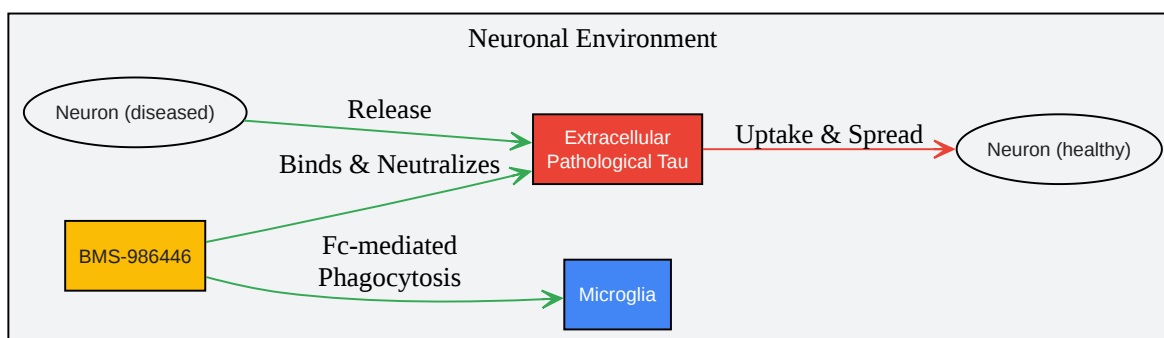 Neuronal Environment
Neuron (diseased)
Release
Extracellular
Pathological Tau
Uptake & Spread
Neuron (healthy)
Binds & Neutralizes
BMS-986446
Fc-mediated
Phagocytosis
Microglia